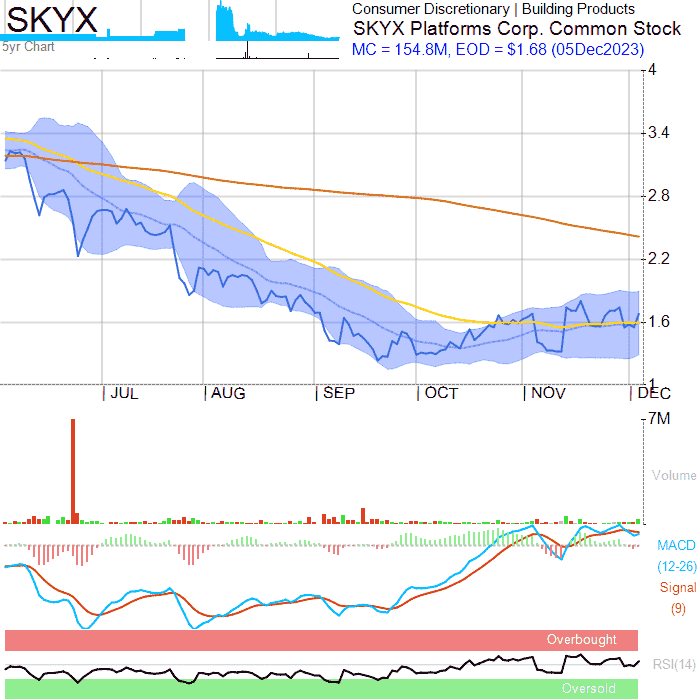 SKYX
5yr Chart
Consumer Discretionary | Building Products
SKYX Platforms Corp. Common Stock
MC = 154.8M, EOD = $1.68 (05Dec2023)
4
3.4
2.8
2.2
1.6
1
JUL
AUG
SEP
OCT
NOV
DEC
7M
Volume
MACD
(12-26)
Signal
(9)
Overbought
RSI(14)
Oversold